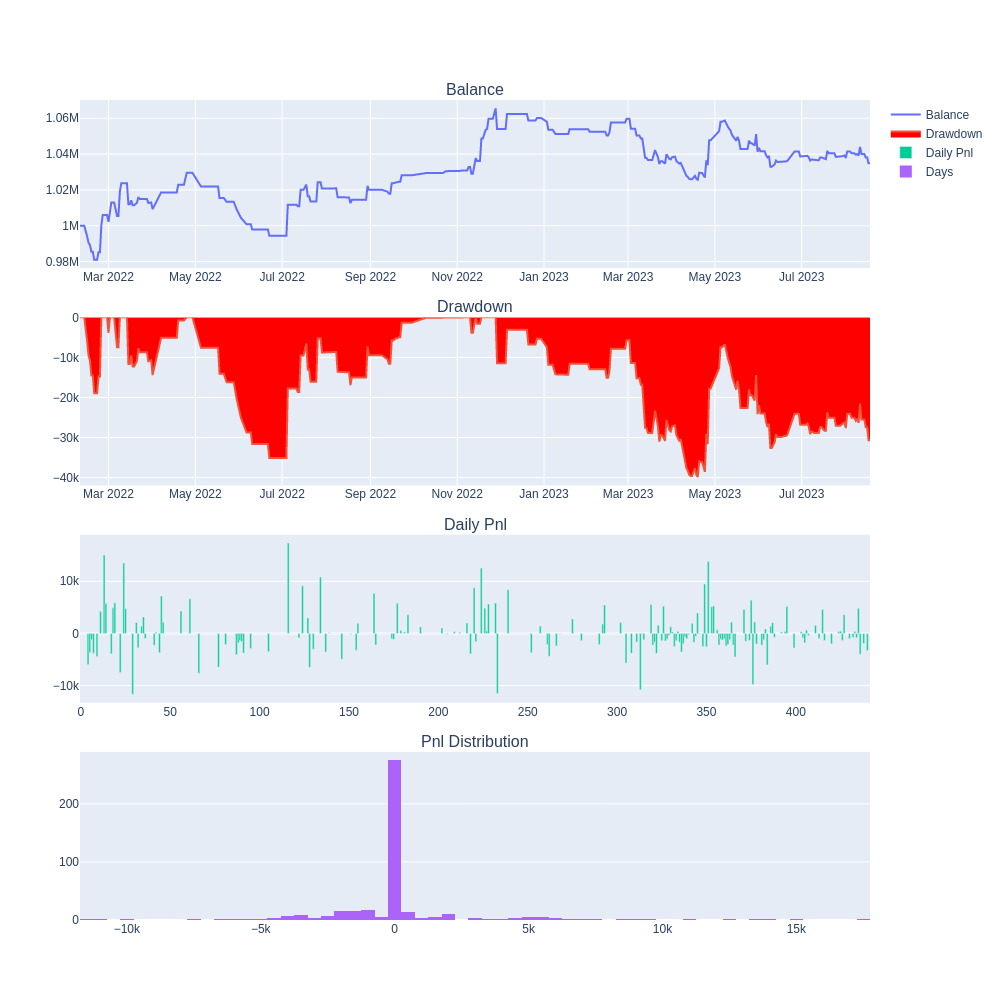 Balance
1.06M
1.04M
1.02M
1M
0.98M
Mar 2022 May 2022 Jul 2022 Sep 2022 Nov 2022 Jan 2023 Mar 2023 May 2023 Jul 2023
Balance
Drawdown
Daily Pnl
Days
Drawdown
0
−10k
−20k
−30k
−40k
Mar 2022 May 2022 Jul 2022 Sep 2022 Nov 2022 Jan 2023 Mar 2023 May 2023 Jul 2023
Daily Pnl
10k
0
−10k
0 50 100 150 200 250 300 350 400
Pnl Distribution
200
100
0
−10k −5k 0 5k 10k 15k